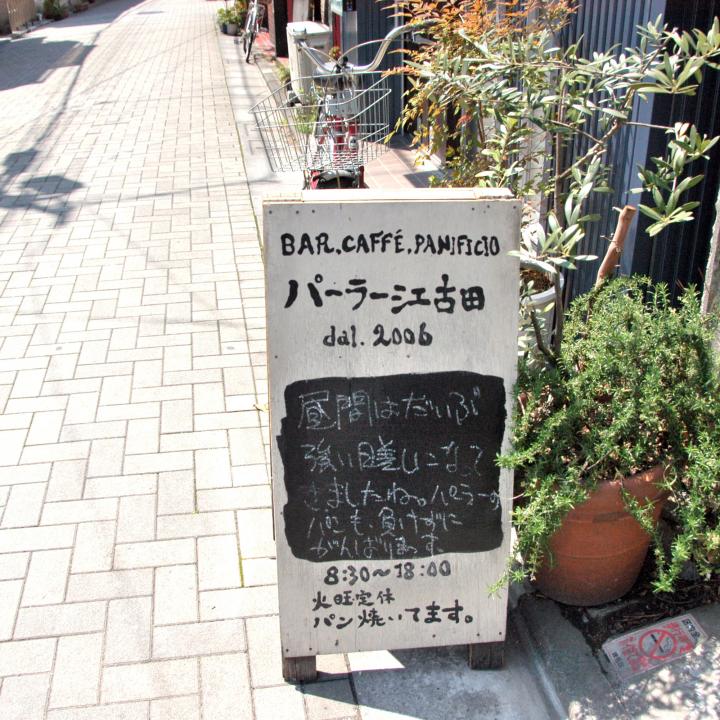 BAR.CAFFÉ.PANIFICIO
パーラー江古田
dal.2006
昼間はだいぶ
強い日差しになって
きましたね。パーラーの
パンも、負けずに
がんばります。
8:30〜18:00
火曜定休
パン焼いてます。